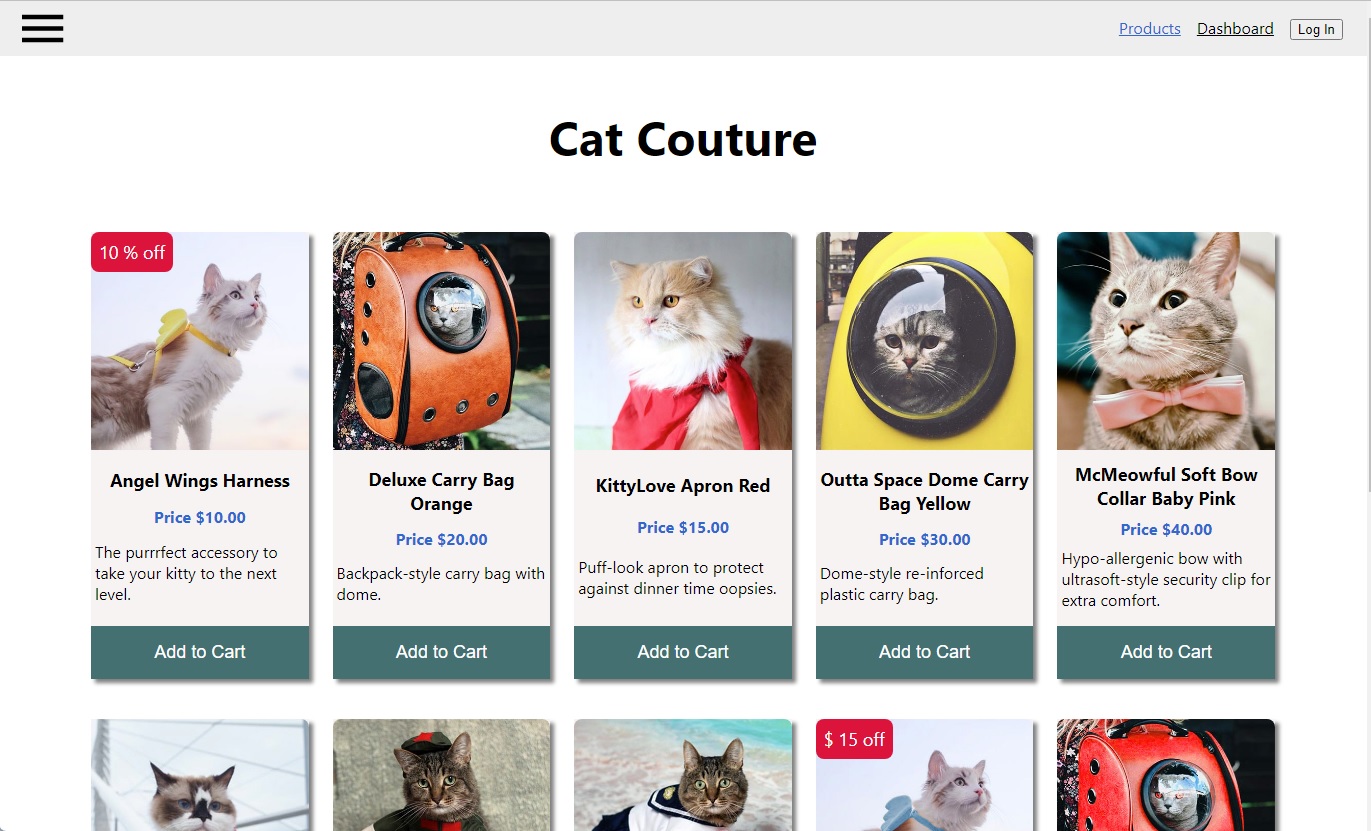 Products Dashboard Log In
Cat Couture
10 % off
Angel Wings Harness
Price $10.00
The purrrfect accessory to
take your kitty to the next
level.
Add to Cart
Deluxe Carry Bag
Orange
Price $20.00
Backpack-style carry bag with
dome.
Add to Cart
KittyLove Apron Red
Price $15.00
Puff-look apron to protect
against dinner time oopsies.
Add to Cart
Outta Space Dome Carry
Bag Yellow
Price $30.00
Dome-style re-inforced
plastic carry bag.
Add to Cart
McMeowful Soft Bow
Collar Baby Pink
Price $40.00
Hypo-allergenic bow with
ultrasoft-style security clip for
extra comfort.
Add to Cart
$ 15 off